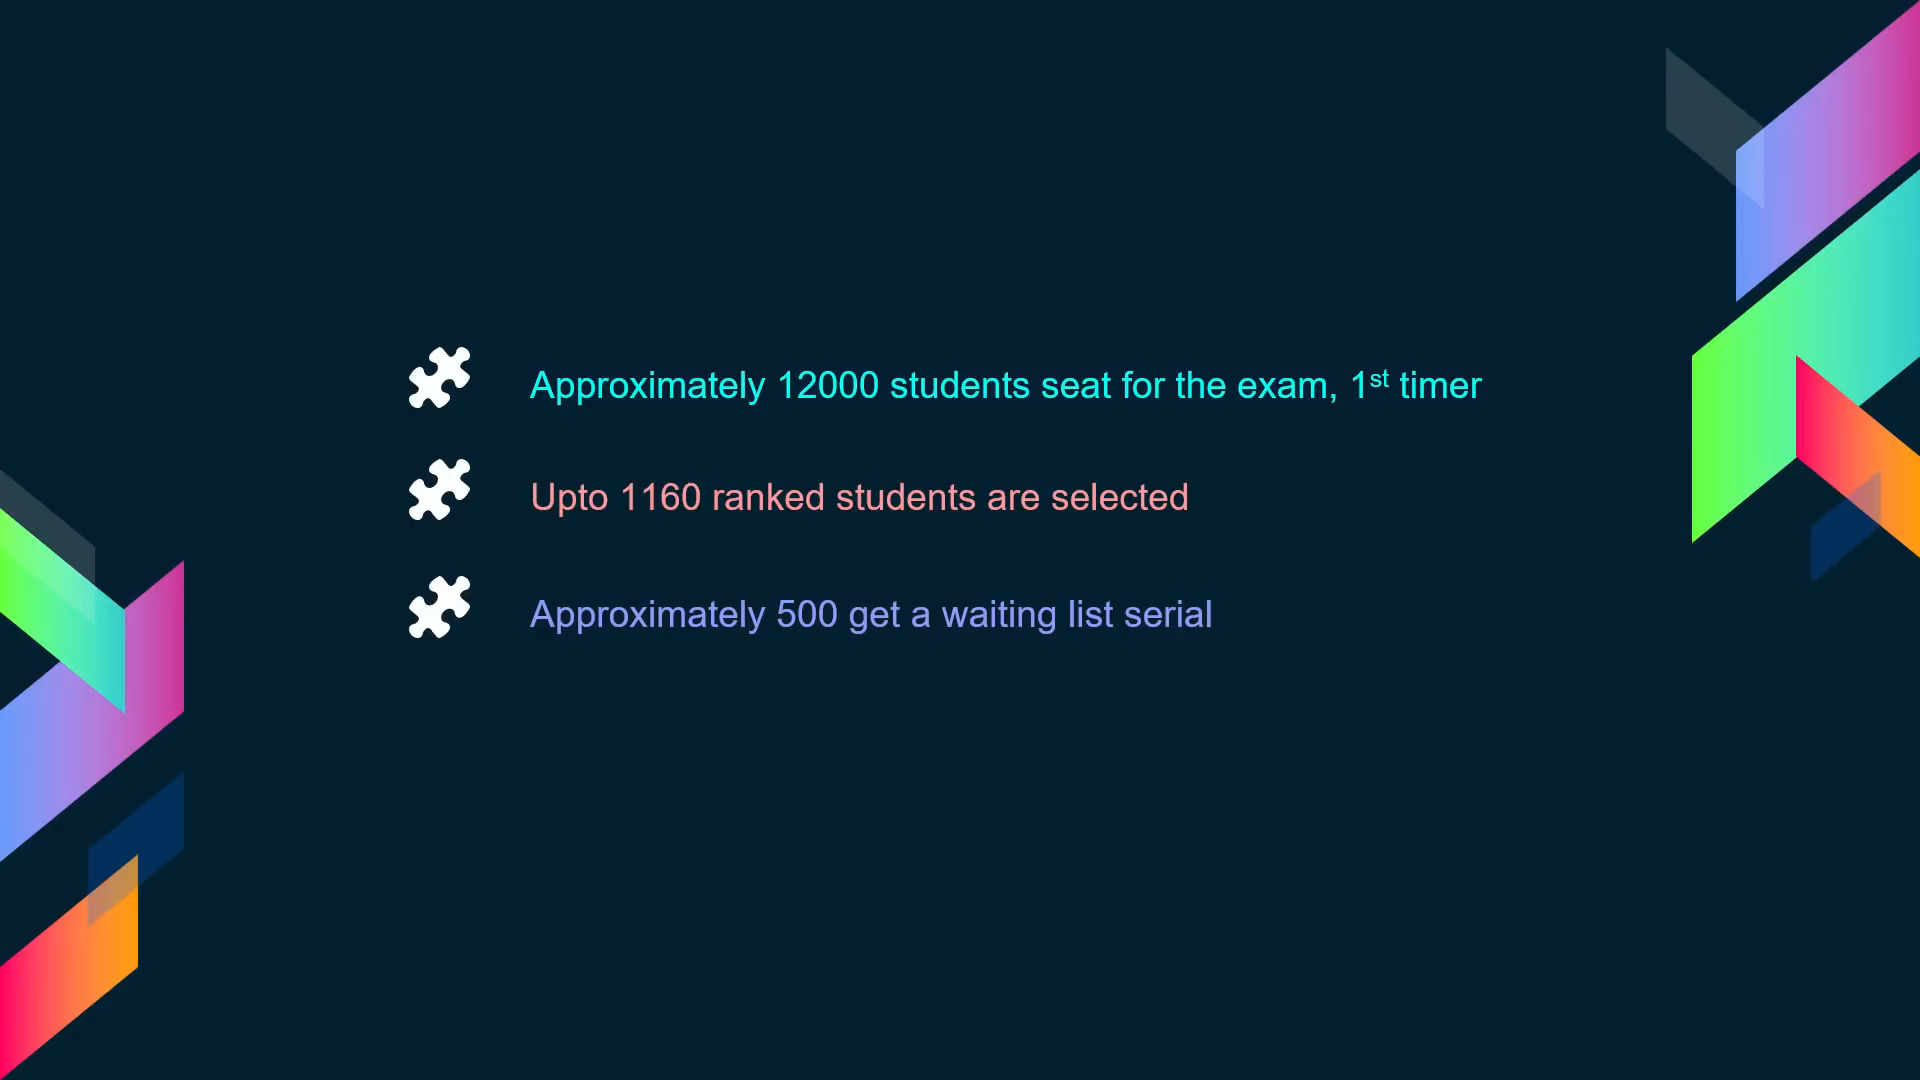 Approximately 12000 students seat for the exam, 1st timer
Upto 1160 ranked students are selected
Approximately 500 get a waiting list serial